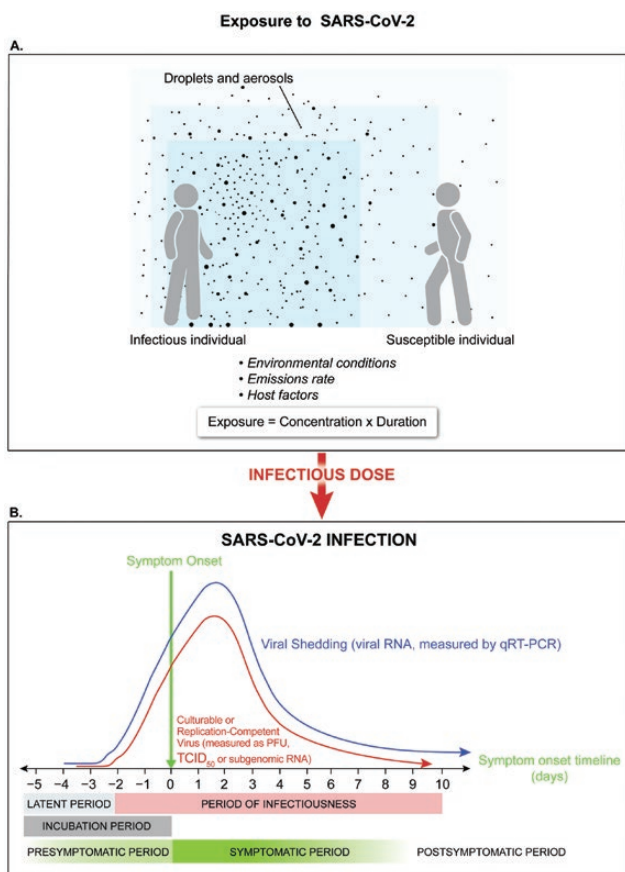 Exposure to SARS-CoV-2
A.
Droplets and aerosols
Infectious individual
Susceptible individual
• Environmental conditions
• Emissions rate
• Host factors
Exposure = Concentration x Duration
INFECTIOUS DOSE
B.
SARS-CoV-2 INFECTION
Symptom Onset
Viral Shedding (viral RNA, measured by qRT-PCR)
Culturable or
Replication-Competent
Virus (measured as PFU,
TCID50 or subgenomic RNA)
Symptom onset timeline
(days)
−5 −4 −3 −2 −1 0 1 2 3 4 5 6 7 8 9 10
LATENT PERIOD
PERIOD OF INFECTIOUSNESS
INCUBATION PERIOD
PRESYMPTOMATIC PERIOD
SYMPTOMATIC PERIOD
POSTSYMPTOMATIC PERIOD